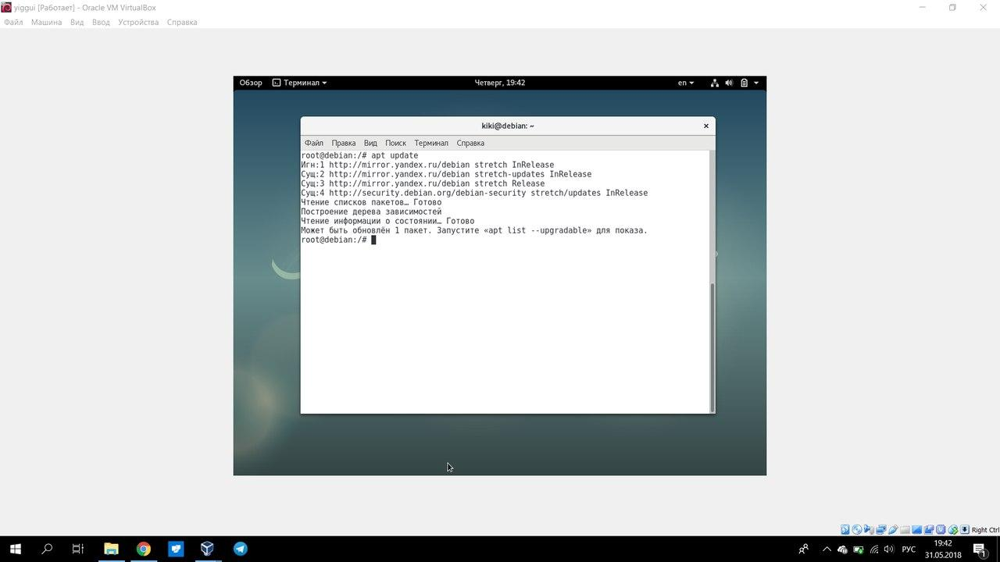 yiggui [Работает] - Oracle VM VirtualBox
Файл Машина Вид Ввод Устройства Справка
Обзор Терминал Четверг, 19:42 en
kiki@debian: ~
Файл Правка Вид Поиск Терминал Справка
root@debian:/# apt update
Игн:1 http://mirror.yandex.ru/debian stretch InRelease
Сущ:2 http://mirror.yandex.ru/debian stretch-updates InRelease
Сущ:3 http://mirror.yandex.ru/debian stretch Release
Сущ:4 http://security.debian.org/debian-security stretch/updates InRelease
Чтение списков пакетов… Готово
Построение дерева зависимостей
Чтение информации о состоянии… Готово
Может быть обновлён 1 пакет. Запустите «apt list --upgradable» для показа.
root@debian:/#
Right Ctrl
19:42
РУС
31.05.2018
1